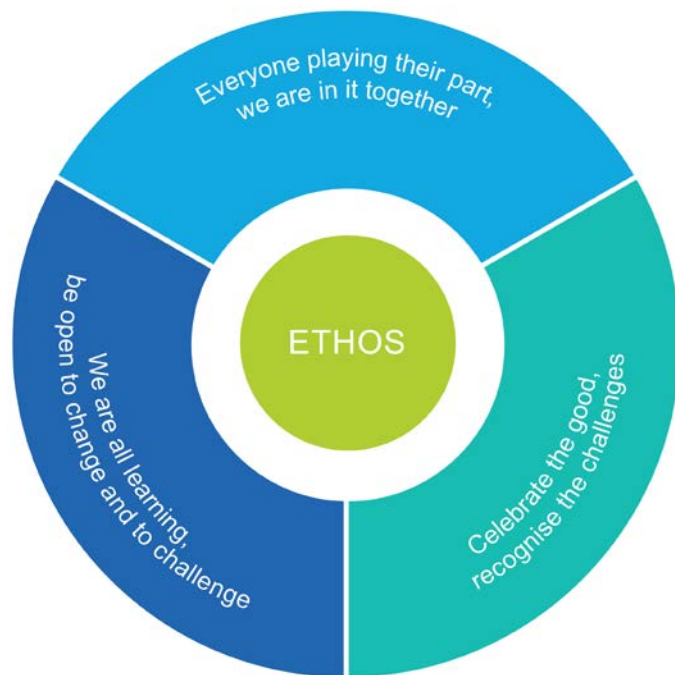 Everyone playing their part,
we are in it together
ETHOS
Celebrate the good,
recognise the challenges
We are all learning,
be open to change and to challenge